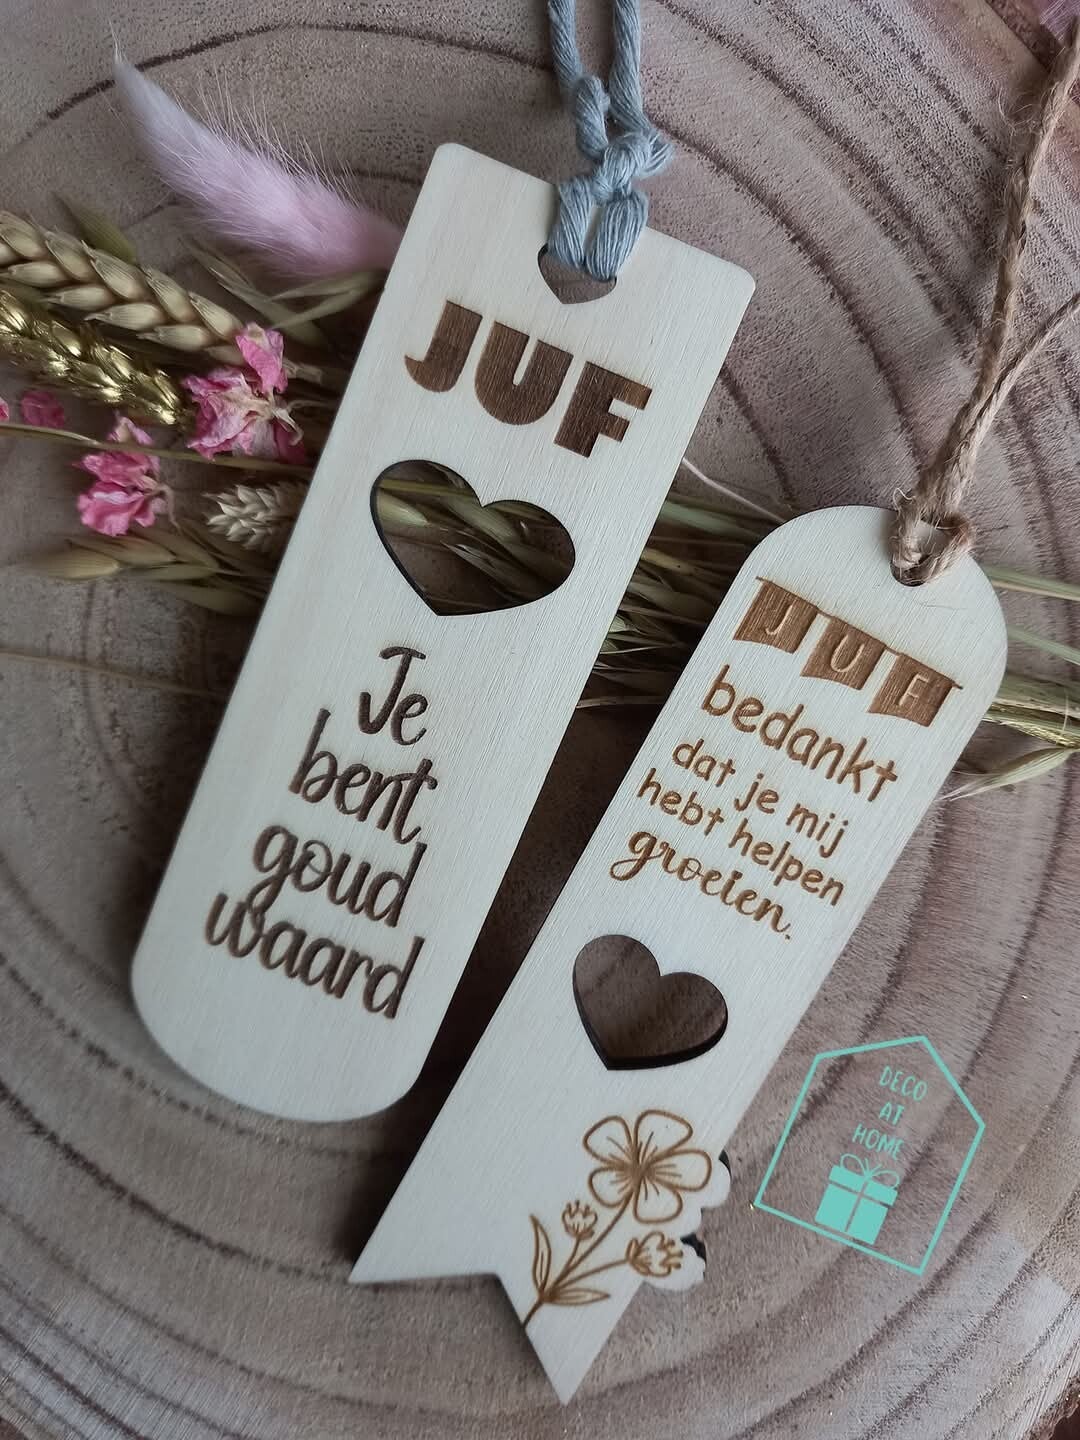 JUF
Je
bent
goud
waard
JUF
bedankt
dat je mij
hebt helpen
groeien.
DECO
AT
HOME